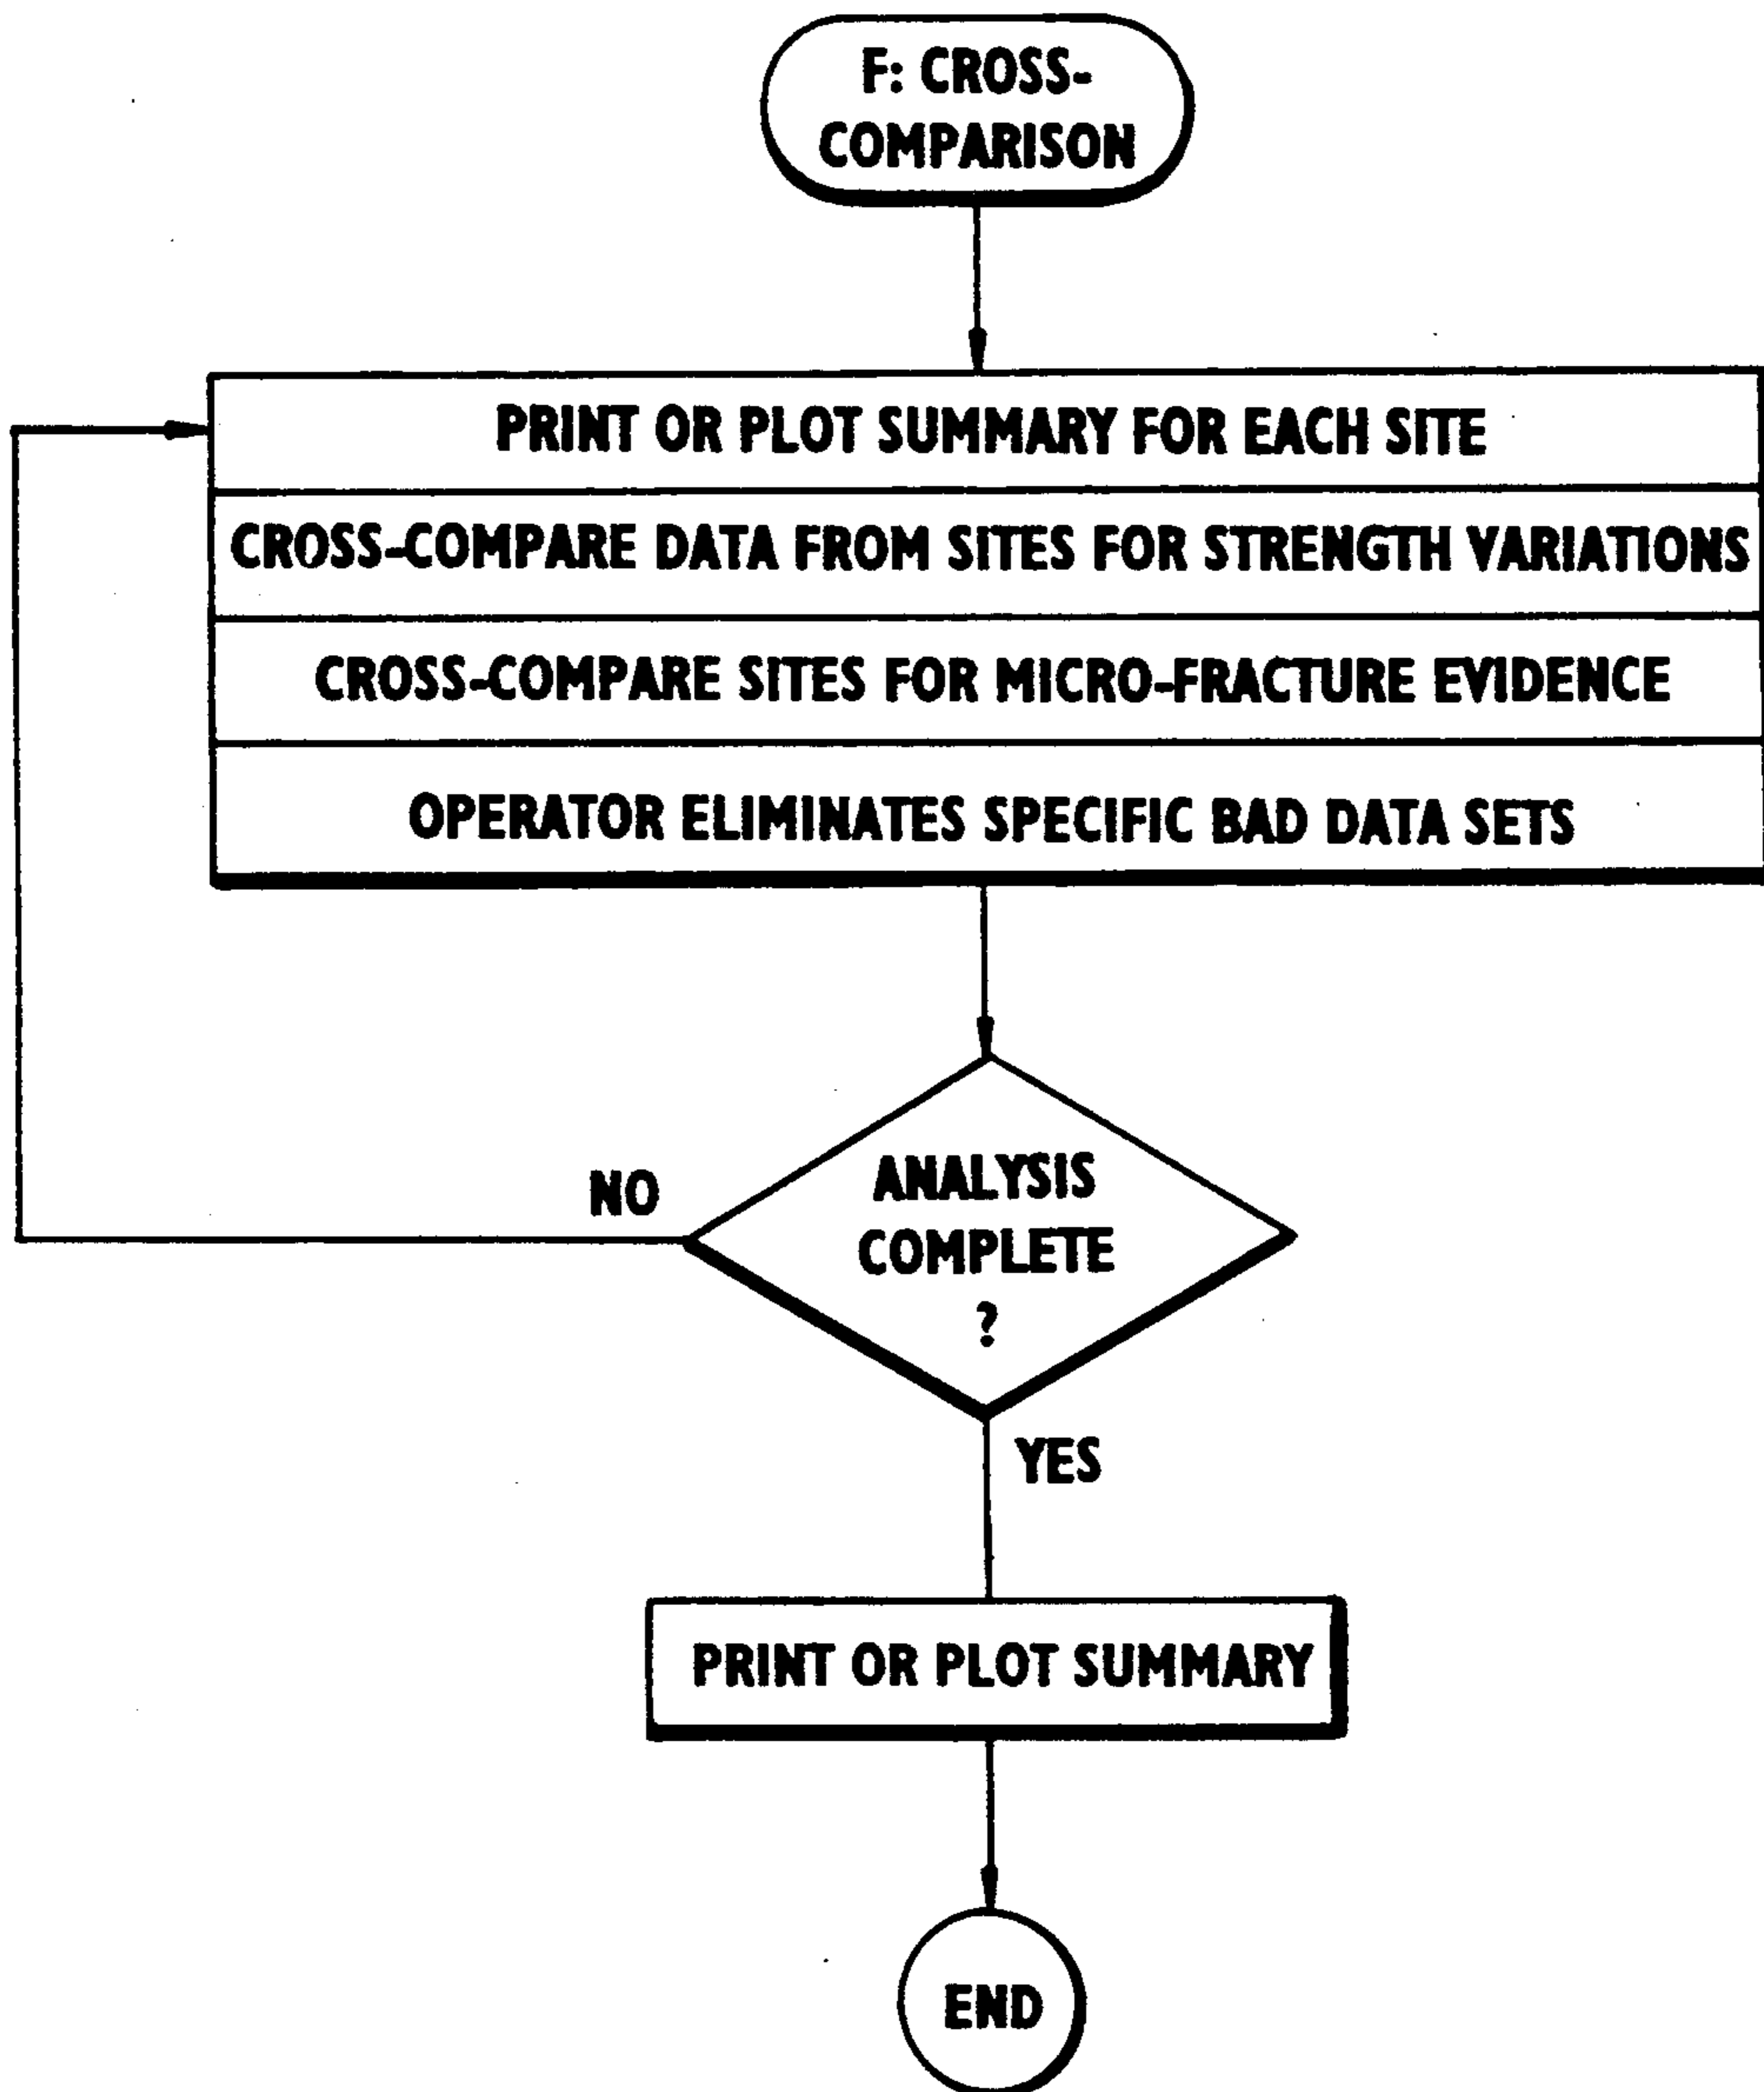 F: CROSS-
COMPARISON
PRINT OR PLOT SUMMARY FOR EACH SITE
CROSS-COMPARE DATA FROM SITES FOR STRENGTH VARIATIONS
CROSS-COMPARE SITES FOR MICRO-FRACTURE EVIDENCE
OPERATOR ELIMINATES SPECIFIC BAD DATA SETS
NO
ANALYSIS
COMPLETE
?
YES
PRINT OR PLOT SUMMARY
END